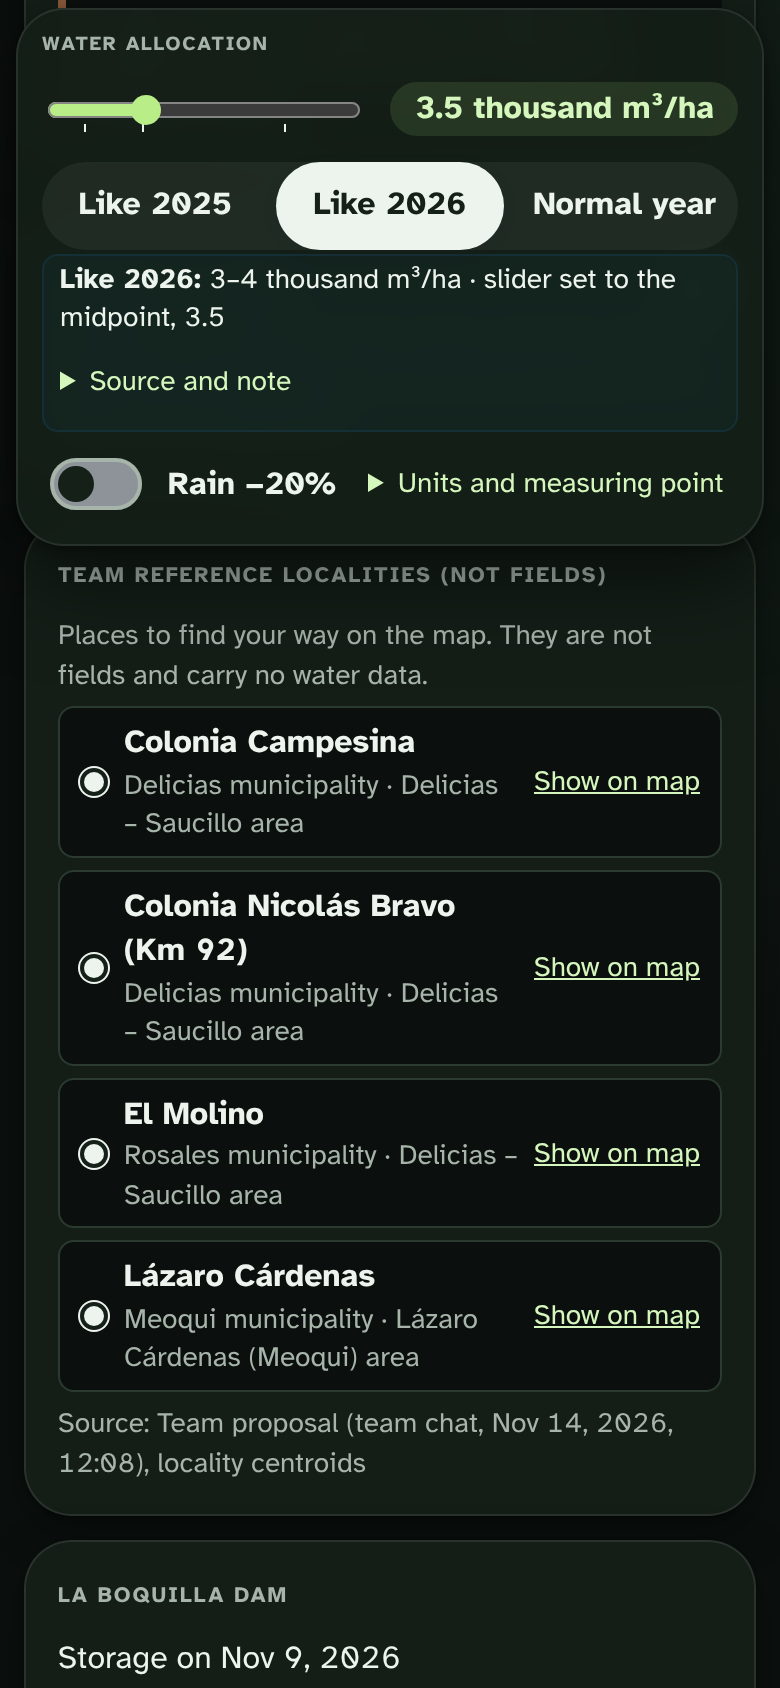 WATER ALLOCATION
3.5 thousand m³/ha
Like 2025
Like 2026
Normal year
Like 2026: 3–4 thousand m³/ha · slider set to the
midpoint, 3.5
Source and note
Rain −20%
Units and measuring point
TEAM REFERENCE LOCALITIES (NOT FIELDS)
Places to find your way on the map. They are not
fields and carry no water data.
Colonia Campesina
Delicias municipality · Delicias
– Saucillo area
Show on map
Colonia Nicolás Bravo
(Km 92)
Delicias municipality · Delicias
– Saucillo area
Show on map
El Molino
Rosales municipality · Delicias –
Saucillo area
Show on map
Lázaro Cárdenas
Meoqui municipality · Lázaro
Cárdenas (Meoqui) area
Show on map
Source: Team proposal (team chat, Nov 14, 2026,
12:08), locality centroids
LA BOQUILLA DAM
Storage on Nov 9, 2026